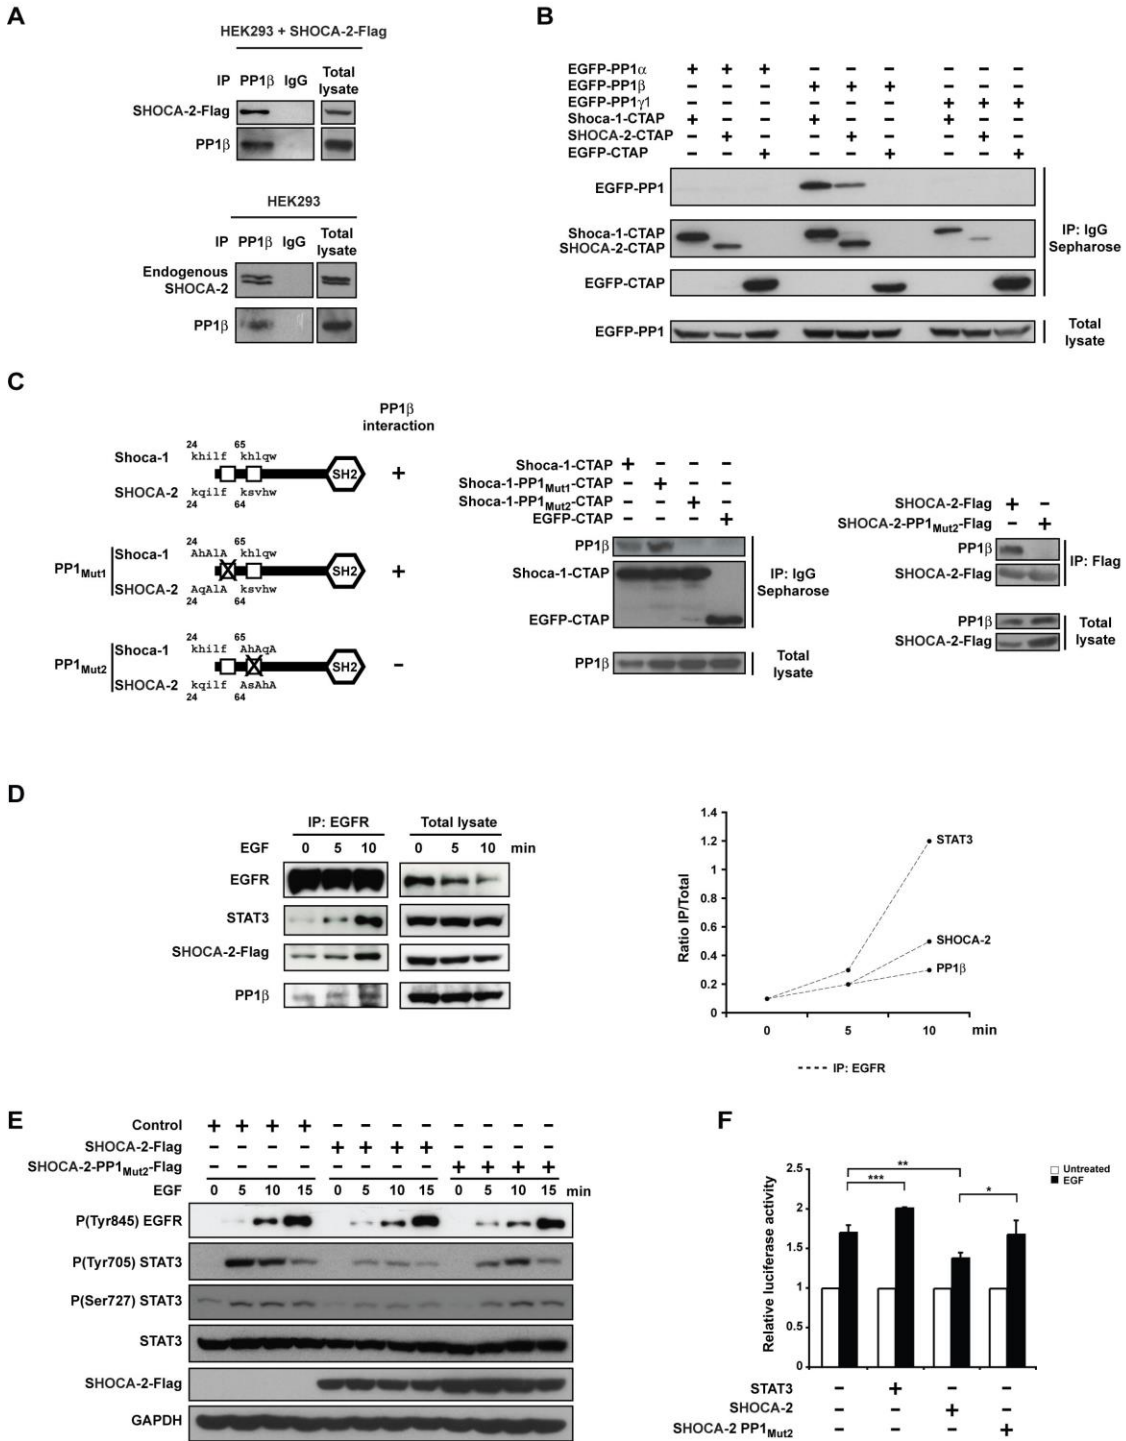 A
HEK293 + SHOCA-2-Flag
IP PP1β IgG Total lysate
SHOCA-2-Flag
PP1β
HEK293
IP PP1β IgG Total lysate
Endogenous SHOCA-2
PP1β
B
EGFP-PP1α + + + – – – – – –
EGFP-PP1β – – – + + + – – –
EGFP-PP1γ1 – – – – – – + + +
Shoca-1-CTAP + – – + – – + – –
SHOCA-2-CTAP – + – – + – – + –
EGFP-CTAP – – + – – + – – +
EGFP-PP1
Shoca-1-CTAP
SHOCA-2-CTAP
EGFP-CTAP
IP: IgG Sepharose
EGFP-PP1
Total lysate
C
PP1β interaction
24 65
Shoca-1 khilf khlqw
SH2 +
SHOCA-2 kqilf ksvhw
24 64
24 65
Shoca-1 AhAlA khlqw
PP1Mut1 SH2 +
SHOCA-2 AqAlA ksvhw
24 64
24 65
Shoca-1 khilf AhAqA
PP1Mut2 SH2 –
SHOCA-2 kqilf AsAhA
24 64
Shoca-1-CTAP + – – –
Shoca-1-PP1Mut1-CTAP – + – –
Shoca-1-PP1Mut2-CTAP – – + –
EGFP-CTAP – – – +
PP1β
Shoca-1-CTAP
EGFP-CTAP
IP: IgG Sepharose
PP1β
Total lysate
SHOCA-2-Flag + –
SHOCA-2-PP1Mut2-Flag – +
PP1β
SHOCA-2-Flag
IP: Flag
PP1β
SHOCA-2-Flag
Total lysate
D
IP: EGFR Total lysate
EGF 0 5 10 0 5 10 min
EGFR
STAT3
SHOCA-2-Flag
PP1β
Ratio IP/Total
1.4
1.2
1
0.8
0.6
0.4
0.2
0
STAT3
SHOCA-2
PP1β
0 5 10 min
IP: EGFR
E
Control + + + + – – – – – – – –
SHOCA-2-Flag – – – – + + + + – – – –
SHOCA-2-PP1Mut2-Flag – – – – – – – – + + + +
EGF 0 5 10 15 0 5 10 15 0 5 10 15 min
P(Tyr845) EGFR
P(Tyr705) STAT3
P(Ser727) STAT3
STAT3
SHOCA-2-Flag
GAPDH
F
Relative luciferase activity
2.5
2
1.5
1
0.5
0
**
***
*
Untreated
EGF
STAT3 – + – –
SHOCA-2 – – + –
SHOCA-2 PP1Mut2 – – – +